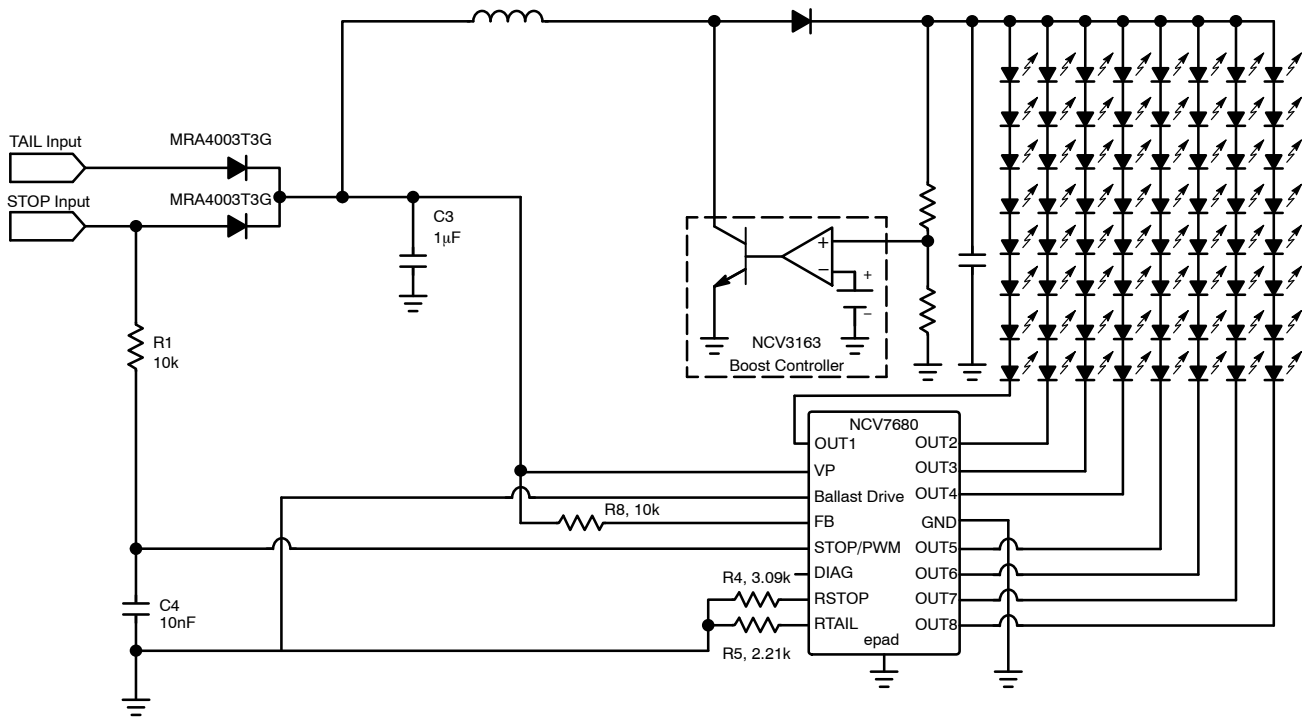 TAIL Input
MRA4003T3G
STOP Input
MRA4003T3G
C3
1μF
R1
10k
+
−
+
−
NCV3163
Boost Controller
NCV7680
OUT1
OUT2
VP
OUT3
Ballast Drive
OUT4
R8, 10k
FB
GND
STOP/PWM
OUT5
DIAG
OUT6
R4, 3.09k
RSTOP
OUT7
C4
10nF
RTAIL
OUT8
epad
R5, 2.21k